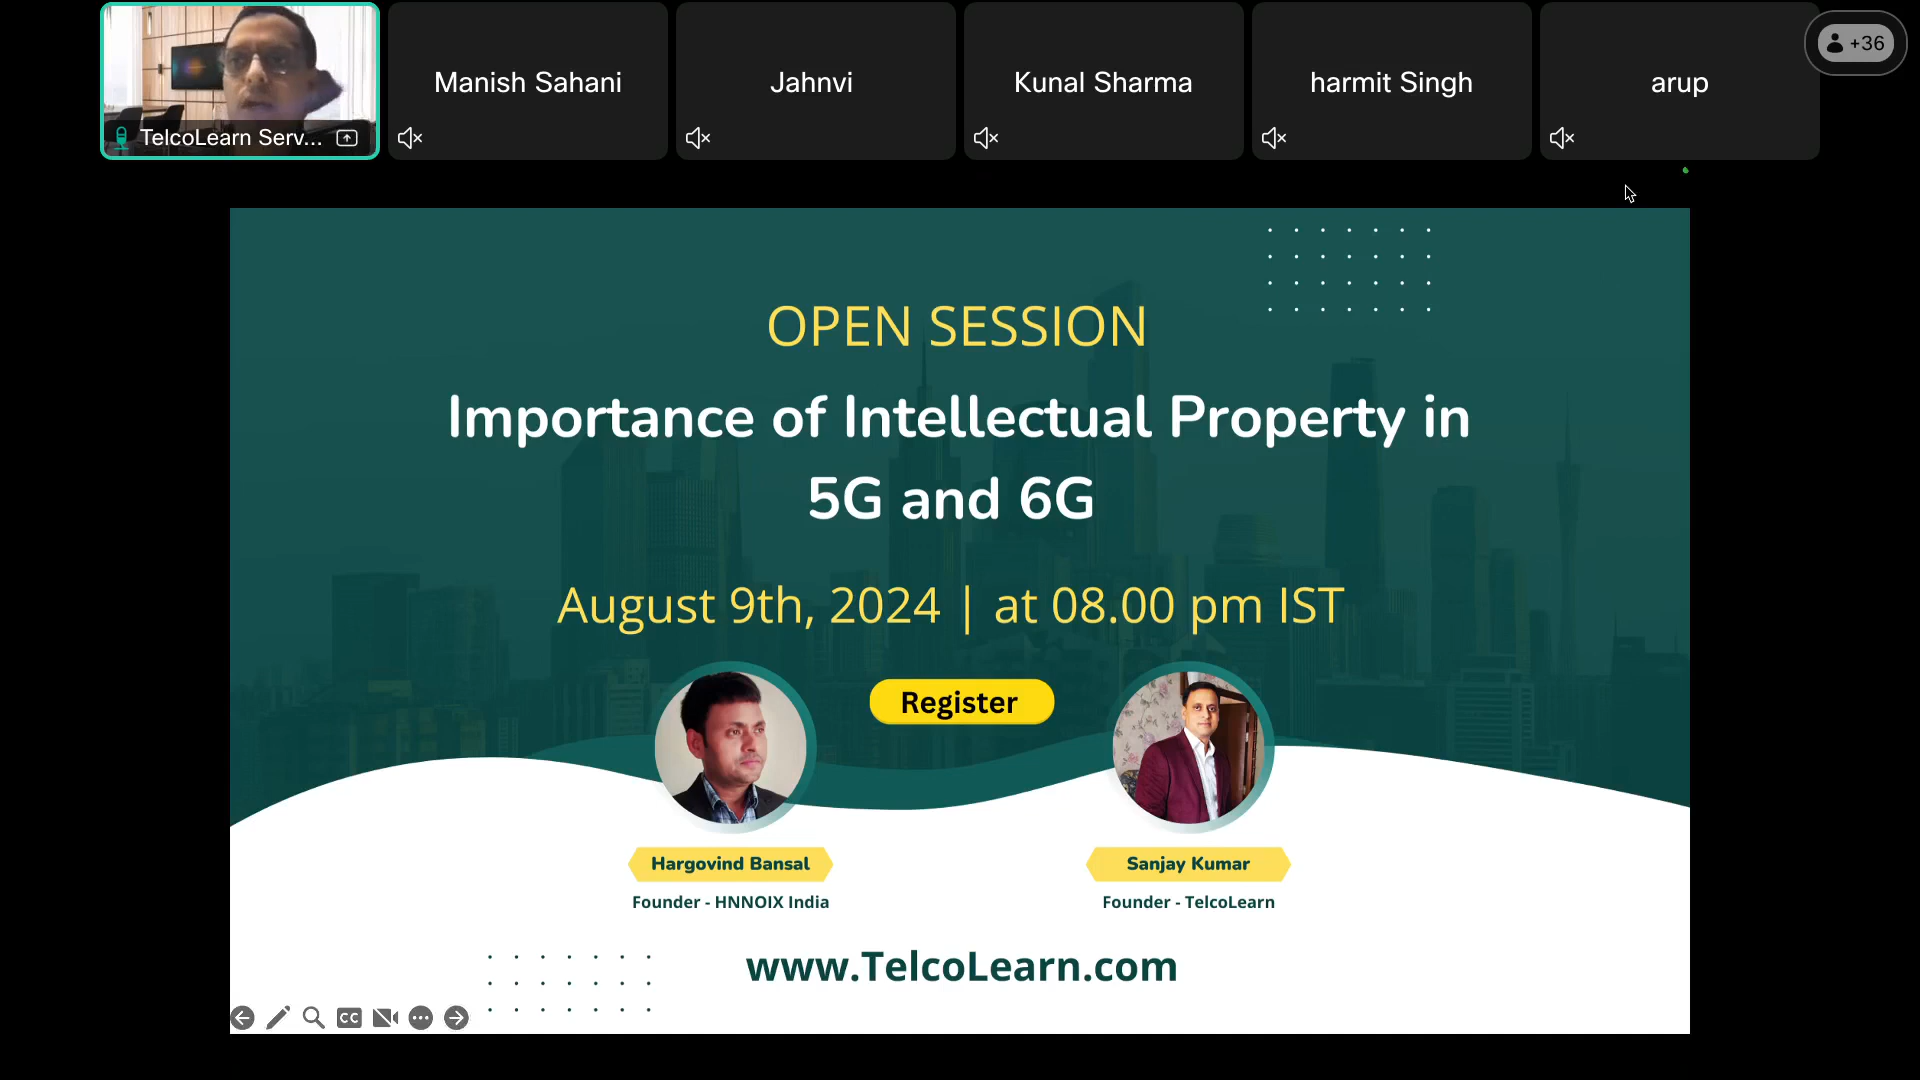 TelcoLearn Serv...
Manish Sahani
Jahnvi
Kunal Sharma
harmit Singh
arup
+36
OPEN SESSION
Importance of Intellectual Property in
5G and 6G
August 9th, 2024 | at 08.00 pm IST
Register
Hargovind Bansal
Founder - HNNOIX India
Sanjay Kumar
Founder - TelcoLearn
www.TelcoLearn.com
CC